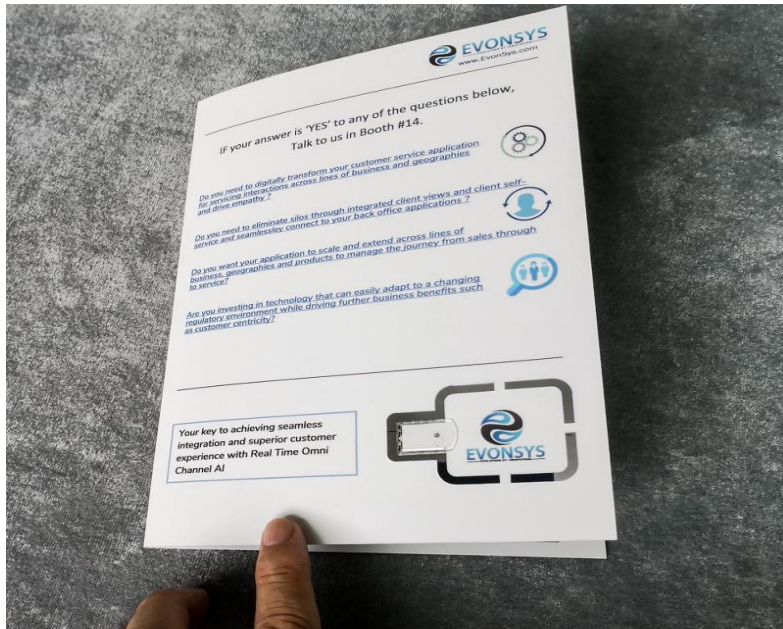 EVONSYS
www.EvonSys.com
IF your answer is 'YES' to any of the questions below,
Talk to us in Booth #14.
Do you need to digitally transform your customer service application
for servicing interactions across lines of business and geographies
and drive empathy ?
Do you need to eliminate silos through integrated client views and client self-
service and seamlessley connect to your back office applications ?
Do you want your application to scale and extend across lines of
business, geographies and products to manage the journey from sales through
to service?
Are you investing in technology that can easily adapt to a changing
regulatory environment while driving further business benefits such
as customer centricity?
Your key to achieving seamless
integration and superior customer
experience with Real Time Omni
Channel AI
EVONSYS